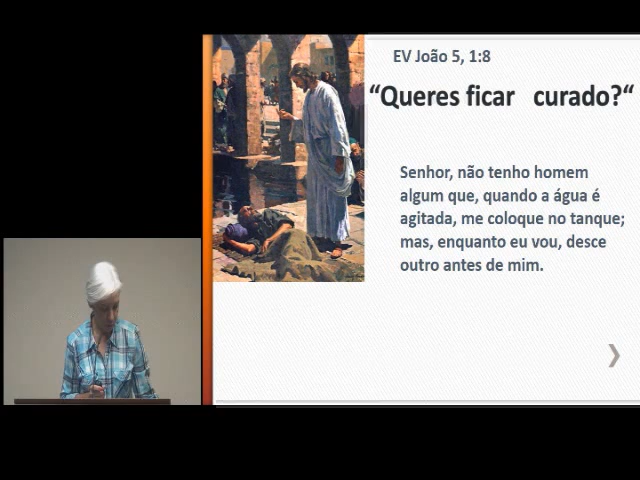 EV João 5, 1:8
“Queres ficar curado?“
Senhor, não tenho homem
algum que, quando a água é
agitada, me coloque no tanque;
mas, enquanto eu vou, desce
outro antes de mim.